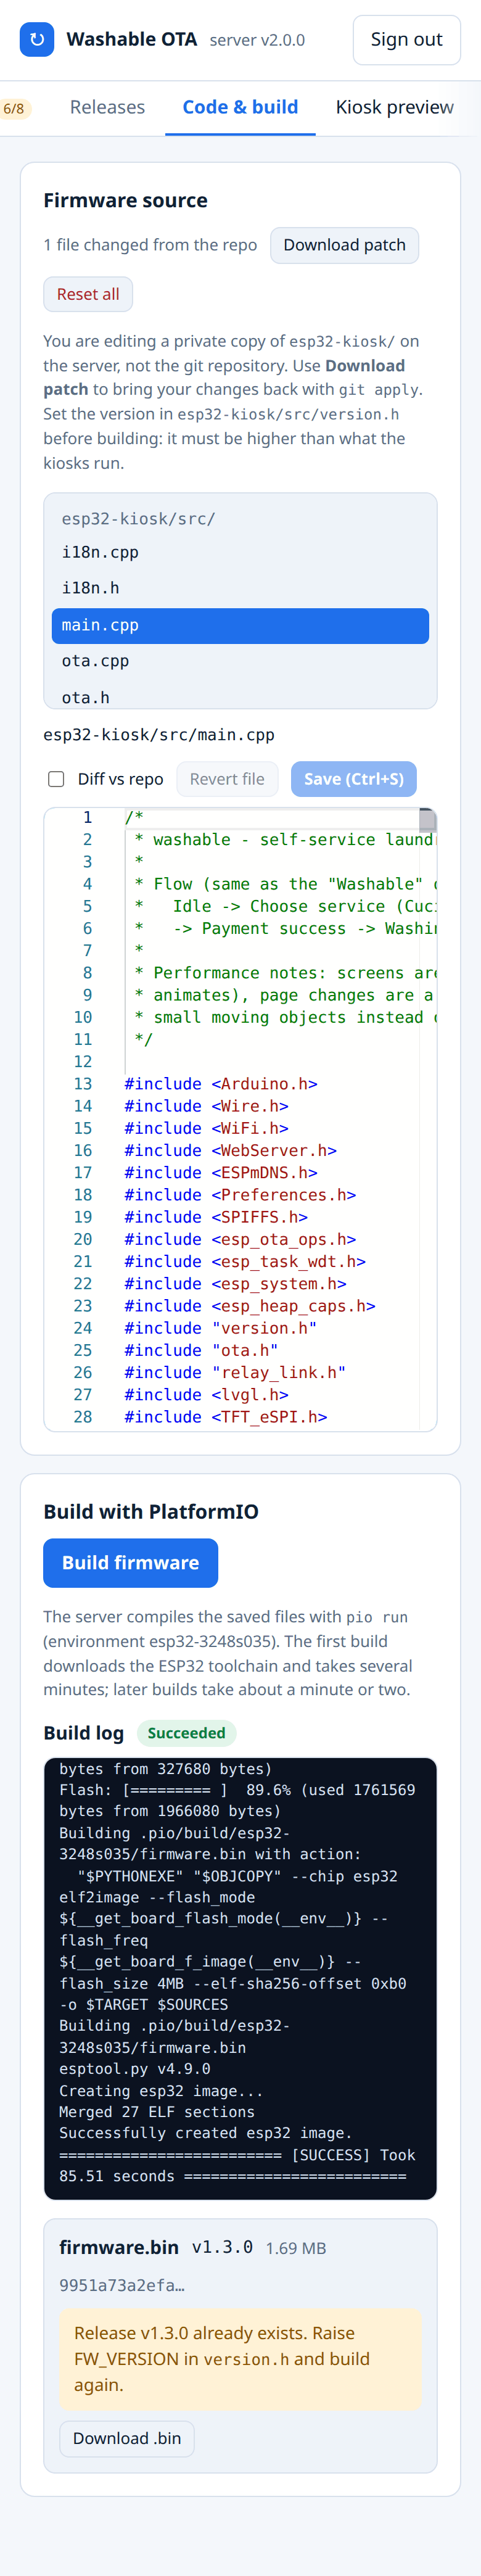 ↻ Washable OTA server v2.0.0 Sign out
6/8 Releases Code & build Kiosk preview
Firmware source
1 file changed from the repo Download patch
Reset all
You are editing a private copy of esp32-kiosk/ on
the server, not the git repository. Use Download
patch to bring your changes back with git apply.
Set the version in esp32-kiosk/src/version.h
before building: it must be higher than what the
kiosks run.
esp32-kiosk/src/
i18n.cpp
i18n.h
main.cpp
ota.cpp
ota.h
esp32-kiosk/src/main.cpp
Diff vs repo Revert file Save (Ctrl+S)
1 /*
2 * washable - self-service laund
3 *
4 * Flow (same as the "Washable"
5 * Idle -> Choose service (Cuc
6 * -> Payment success -> Washi
7 *
8 * Performance notes: screens are
9 * animates), page changes are a
10 * small moving objects instead
11 */
12
13 #include <Arduino.h>
14 #include <Wire.h>
15 #include <WiFi.h>
16 #include <WebServer.h>
17 #include <ESPmDNS.h>
18 #include <Preferences.h>
19 #include <SPIFFS.h>
20 #include <esp_ota_ops.h>
21 #include <esp_task_wdt.h>
22 #include <esp_system.h>
23 #include <esp_heap_caps.h>
24 #include "version.h"
25 #include "ota.h"
26 #include "relay_link.h"
27 #include <lvgl.h>
28 #include <TFT_eSPI.h>
Build with PlatformIO
Build firmware
The server compiles the saved files with pio run
(environment esp32-3248s035). The first build
downloads the ESP32 toolchain and takes several
minutes; later builds take about a minute or two.
Build log Succeeded
bytes from 327680 bytes)
Flash: [========= ]  89.6% (used 1761569
bytes from 1966080 bytes)
Building .pio/build/esp32-
3248s035/firmware.bin with action:
"$PYTHONEXE" "$OBJCOPY" --chip esp32
elf2image --flash_mode
${__get_board_flash_mode(__env__)} --
flash_freq
${__get_board_f_image(__env__)} --
flash_size 4MB --elf-sha256-offset 0xb0
-o $TARGET $SOURCES
Building .pio/build/esp32-
3248s035/firmware.bin
esptool.py v4.9.0
Creating esp32 image...
Merged 27 ELF sections
Successfully created esp32 image.
========================= [SUCCESS] Took
85.51 seconds =========================
firmware.bin v1.3.0 1.69 MB
9951a73a2efa…
Release v1.3.0 already exists. Raise
FW_VERSION in version.h and build
again.
Download .bin